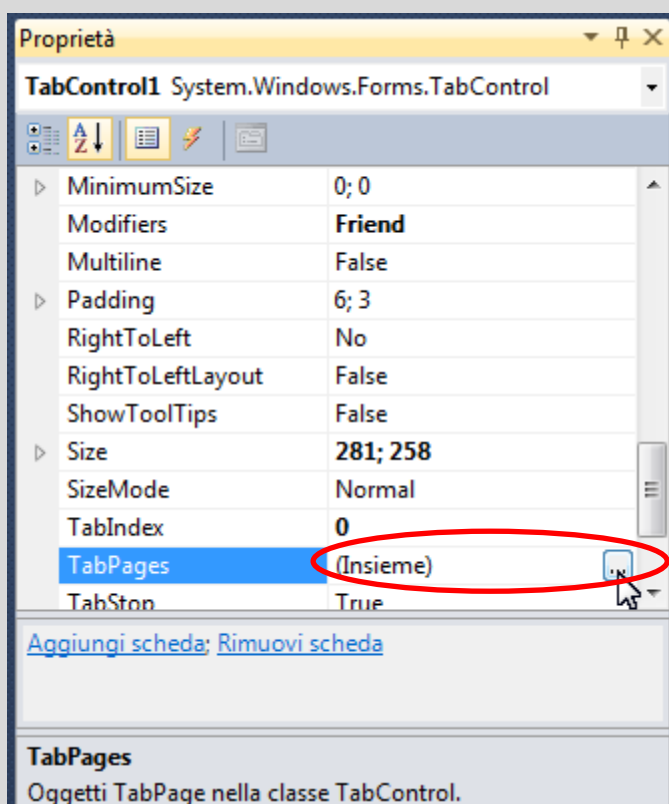 Proprietà
TabControl1 System.Windows.Forms.TabControl
MinimumSize 0; 0
Modifiers Friend
Multiline False
Padding 6; 3
RightToLeft No
RightToLeftLayout False
ShowToolTips False
Size 281; 258
SizeMode Normal
TabIndex 0
TabPages (Insieme) ...
TabStop True
Aggiungi scheda; Rimuovi scheda
TabPages
Oggetti TabPage nella classe TabControl.